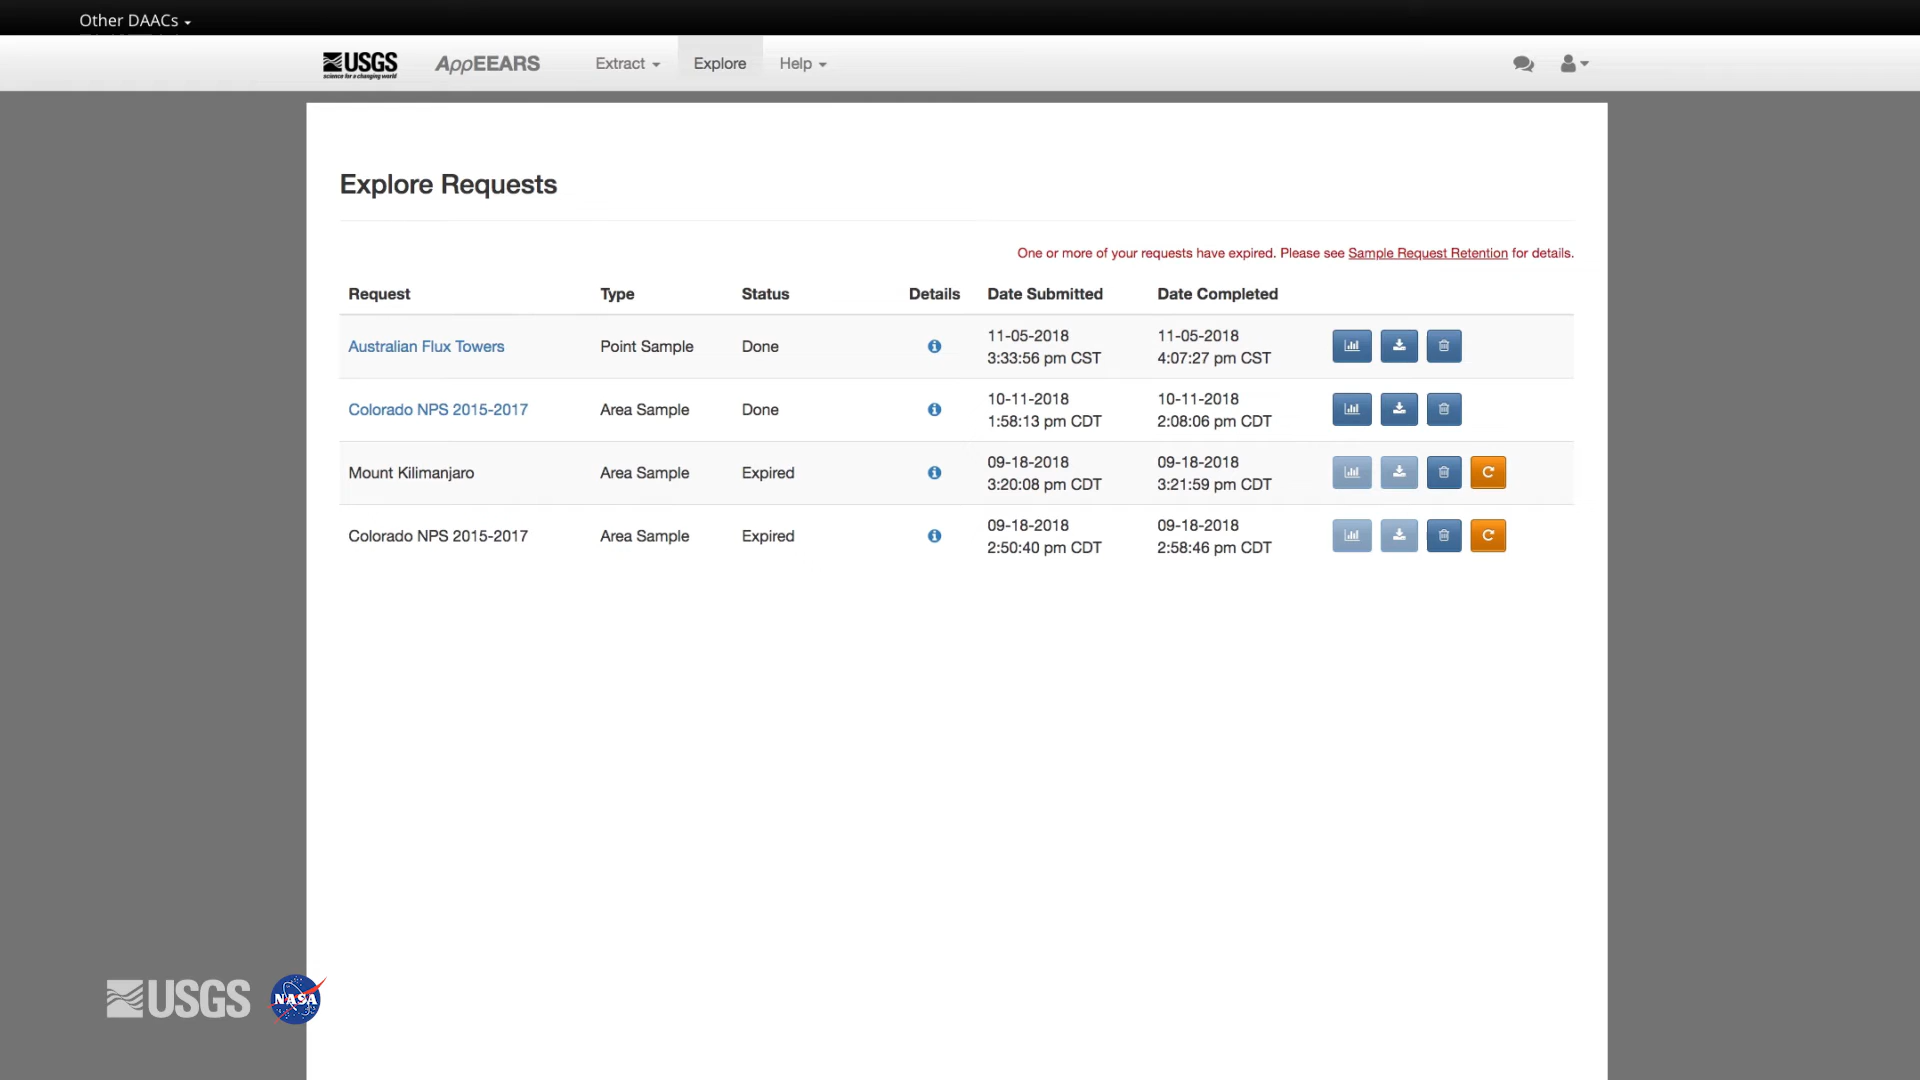 Other DAACs
USGS
science for a changing world
AppEEARS
Extract
Explore
Help
Explore Requests
One or more of your requests have expired. Please see Sample Request Retention for details.
Request Type Status Details Date Submitted Date Completed
Australian Flux Towers Point Sample Done 11-05-2018 11-05-2018
3:33:56 pm CST 4:07:27 pm CST
Colorado NPS 2015-2017 Area Sample Done 10-11-2018 10-11-2018
1:58:13 pm CDT 2:08:06 pm CDT
Mount Kilimanjaro Area Sample Expired 09-18-2018 09-18-2018
3:20:08 pm CDT 3:21:59 pm CDT
Colorado NPS 2015-2017 Area Sample Expired 09-18-2018 09-18-2018
2:50:40 pm CDT 2:58:46 pm CDT
USGS NASA